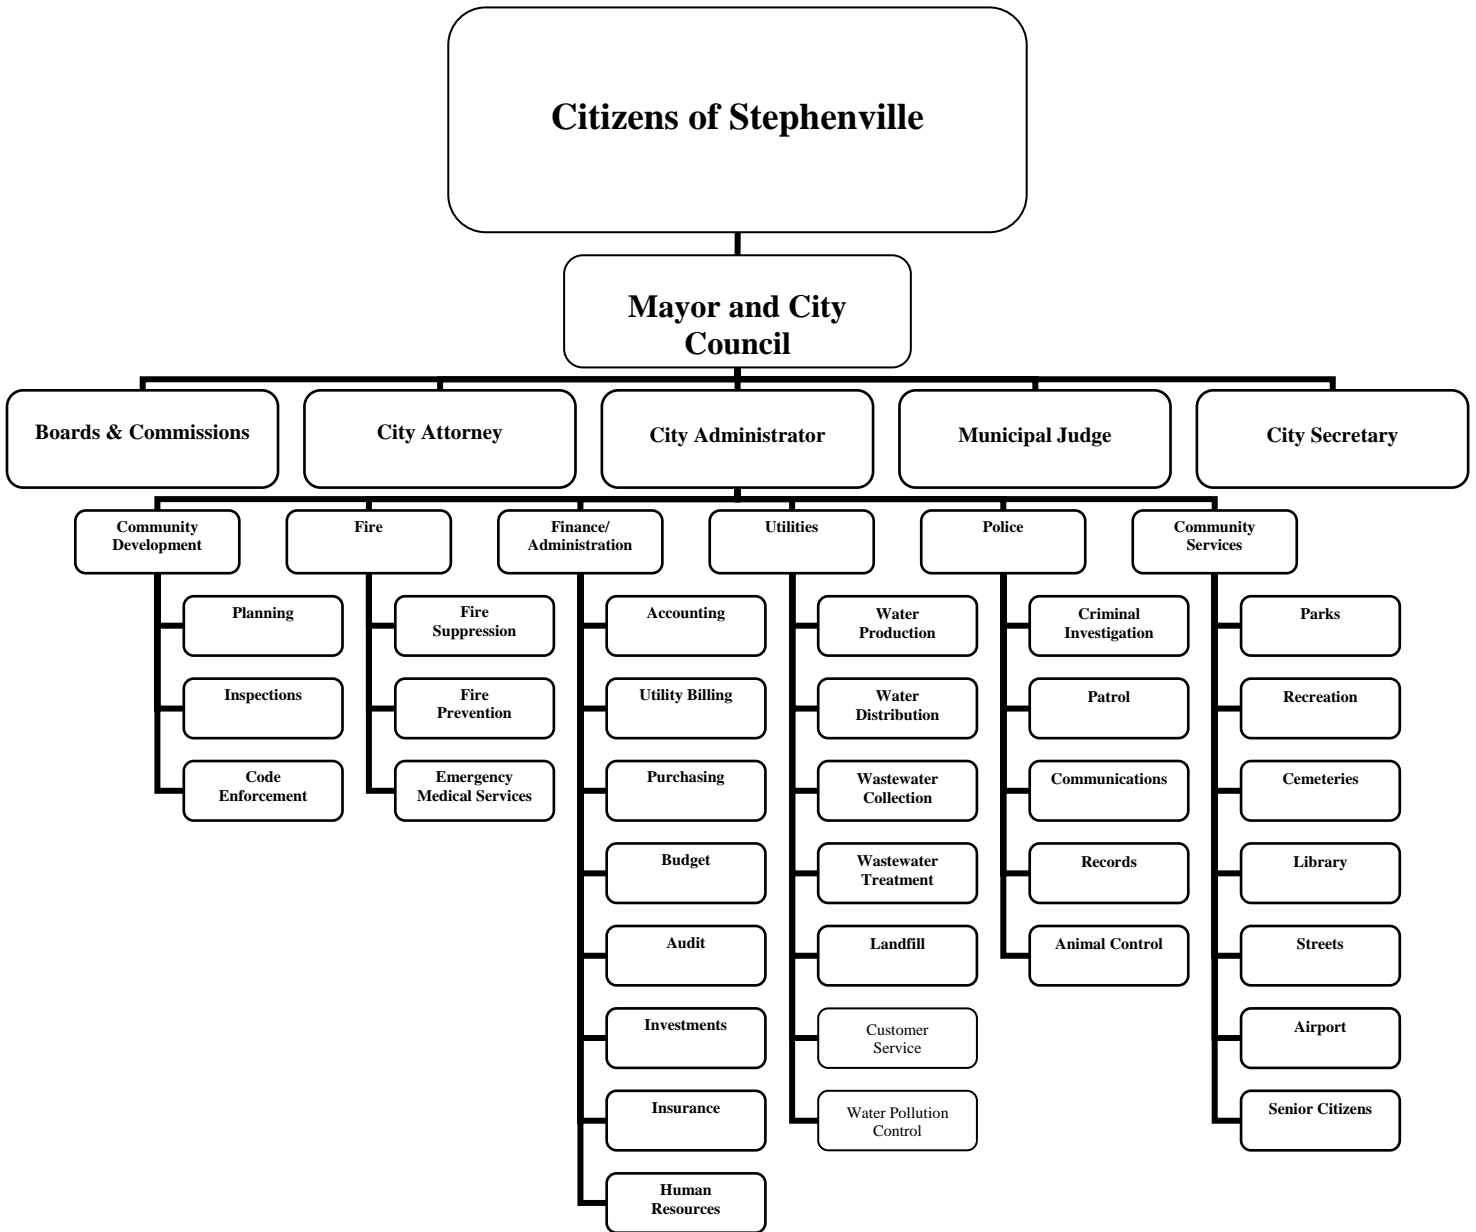 Citizens of Stephenville
Mayor and City
Council
Boards & Commissions
City Attorney
City Administrator
Municipal Judge
City Secretary
Community
Development
Fire
Finance/
Administration
Utilities
Police
Community
Services
Planning
Inspections
Code
Enforcement
Fire
Suppression
Fire
Prevention
Emergency
Medical Services
Accounting
Utility Billing
Purchasing
Budget
Audit
Investments
Insurance
Human
Resources
Water
Production
Water
Distribution
Wastewater
Collection
Wastewater
Treatment
Landfill
Customer
Service
Water Pollution
Control
Criminal
Investigation
Patrol
Communications
Records
Animal Control
Parks
Recreation
Cemeteries
Library
Streets
Airport
Senior Citizens